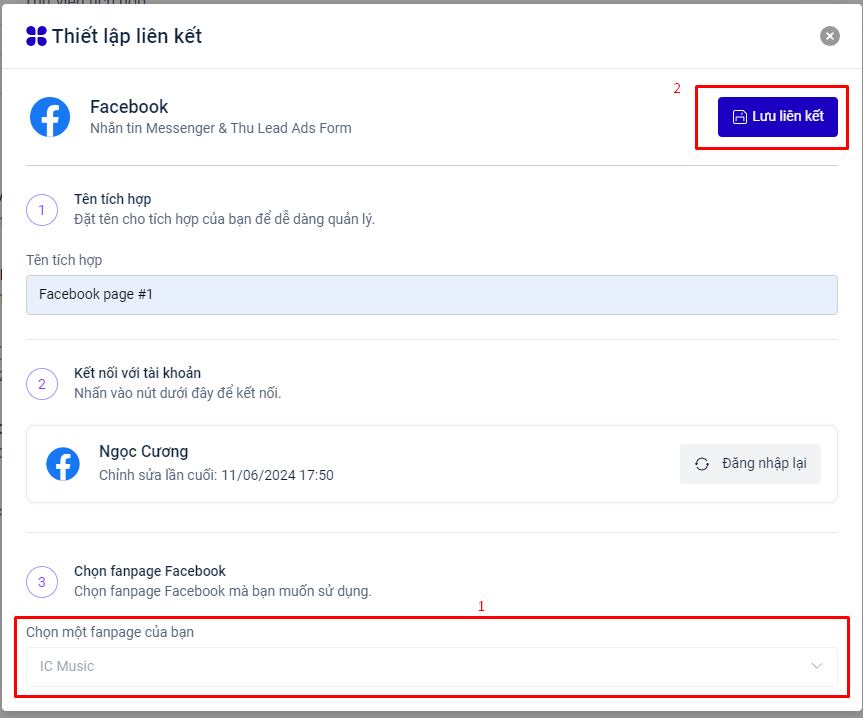 Thiết lập liên kết
Facebook
Nhắn tin Messenger & Thu Lead Ads Form
2
Lưu liên kết
1
Tên tích hợp
Đặt tên cho tích hợp của bạn để dễ dàng quản lý.
Tên tích hợp
Facebook page #1
2
Kết nối với tài khoản
Nhấn vào nút dưới đây để kết nối.
Ngọc Cương
Chỉnh sửa lần cuối: 11/06/2024 17:50
Đăng nhập lại
3
Chọn fanpage Facebook
Chọn fanpage Facebook mà bạn muốn sử dụng.
1
Chọn một fanpage của bạn
IC Music